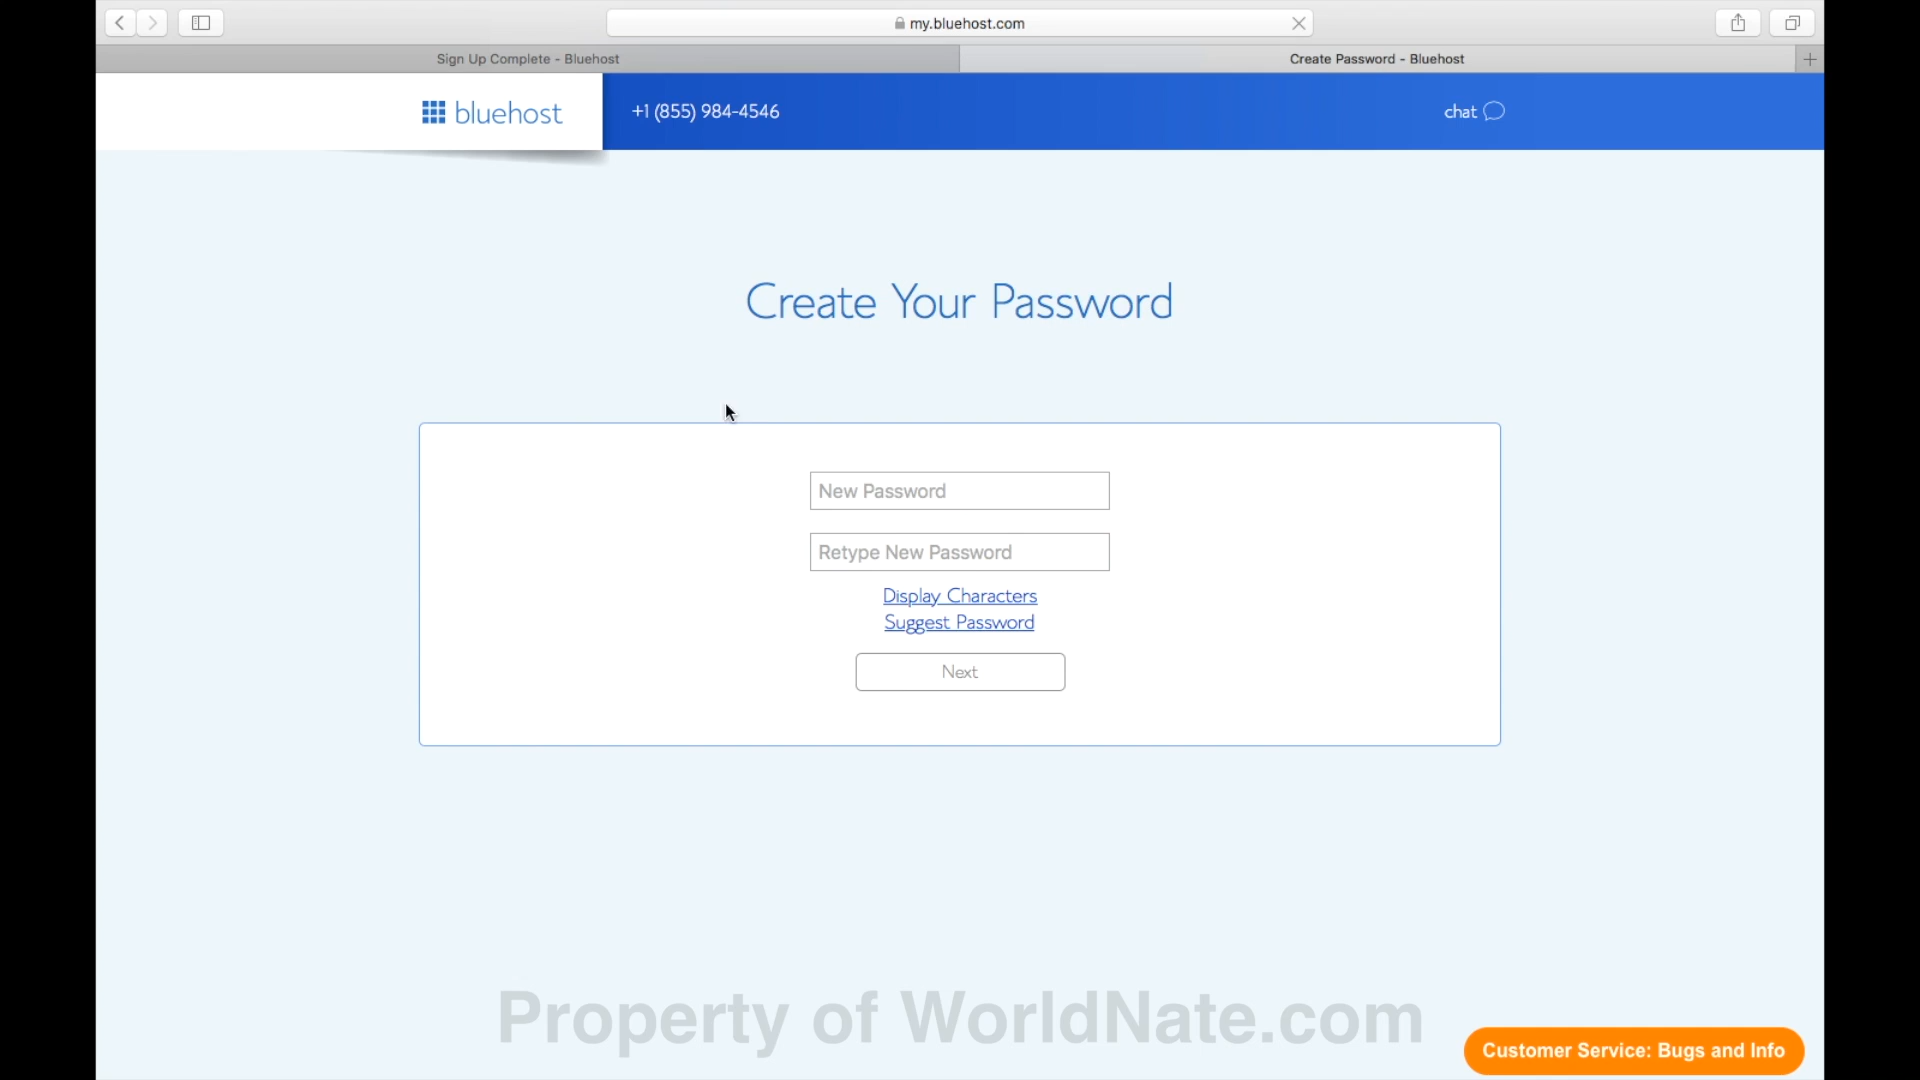 my.bluehost.com
Sign Up Complete - Bluehost
Create Password - Bluehost
bluehost
+1 (855) 984-4546
chat
Create Your Password
New Password
Retype New Password
Display Characters
Suggest Password
Next
Property of WorldNate.com
Customer Service: Bugs and Info